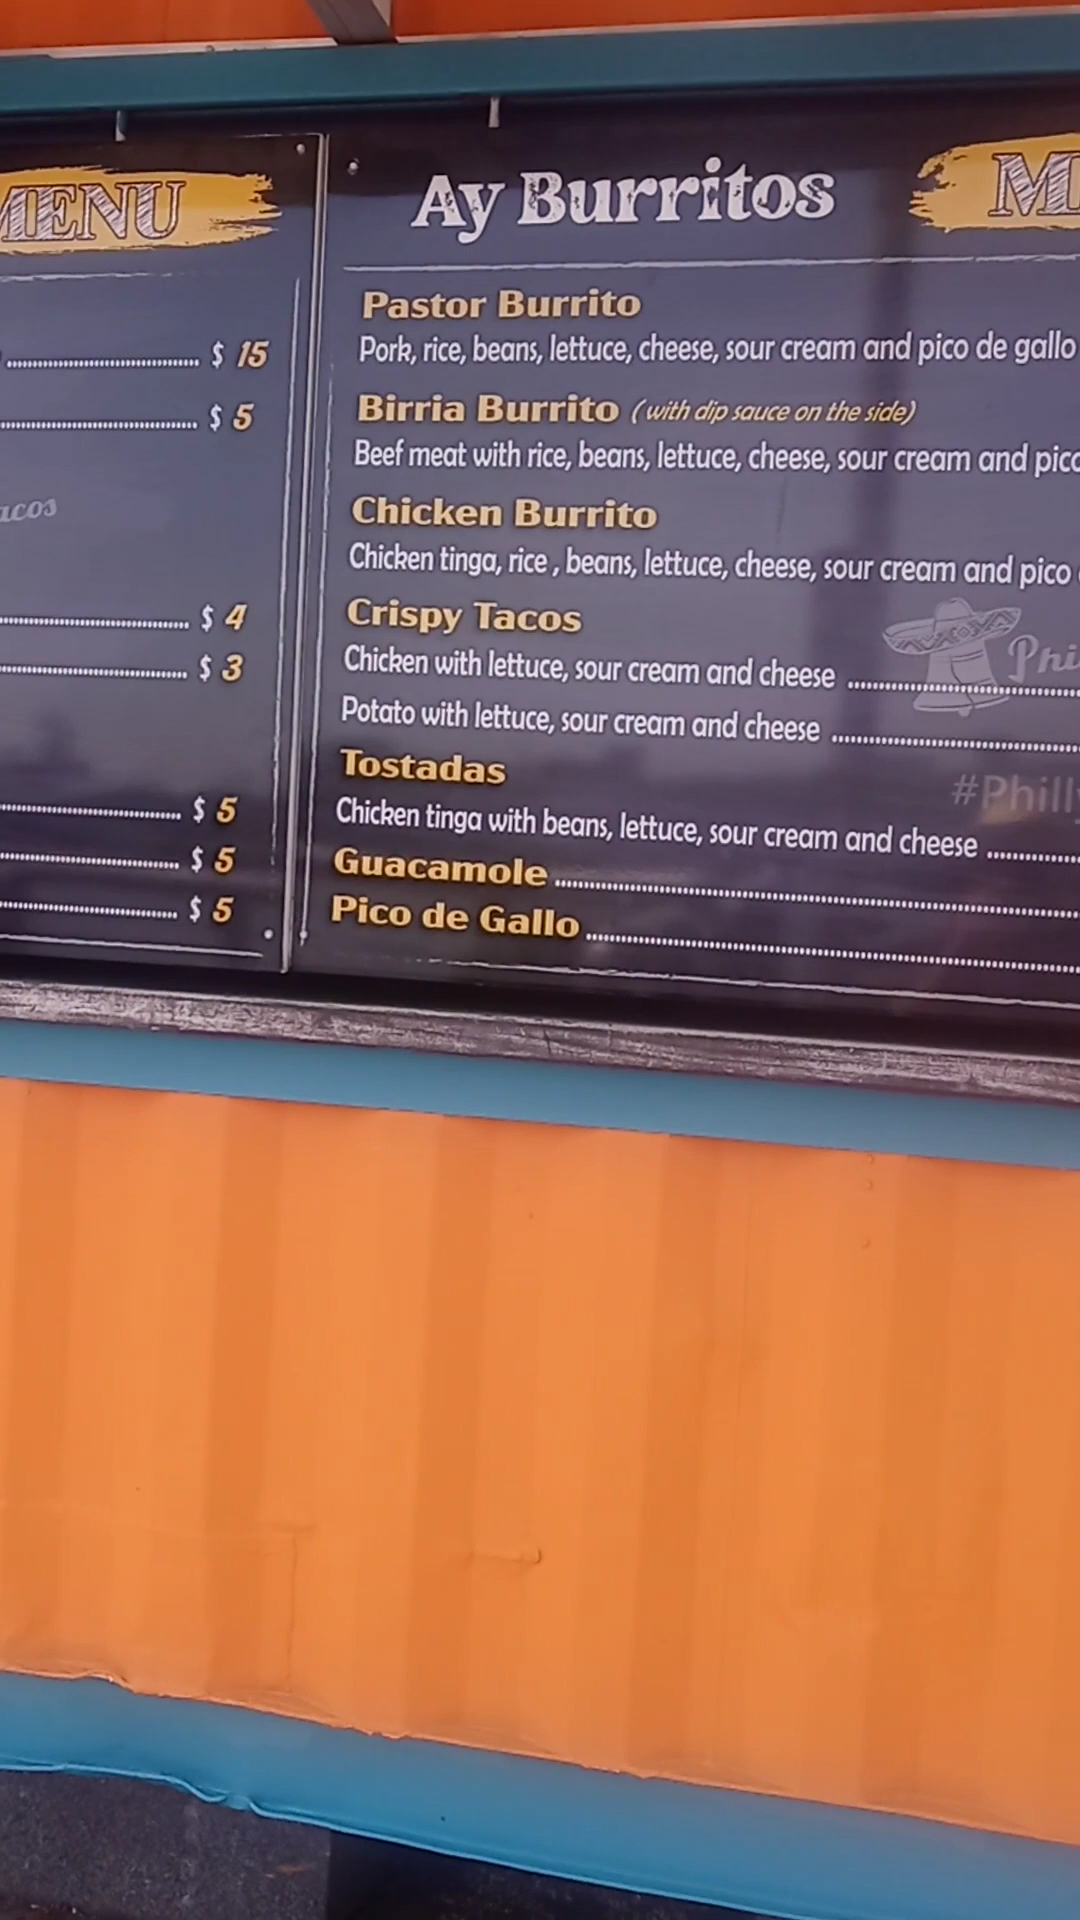 MENU
$ 15
$ 5
acos
$ 4
$ 3
$ 5
$ 5
$ 5
Ay Burritos
Pastor Burrito
Pork, rice, beans, lettuce, cheese, sour cream and pico de gallo
Birria Burrito (with dip sauce on the side)
Beef meat with rice, beans, lettuce, cheese, sour cream and pico
Chicken Burrito
Chicken tinga, rice , beans, lettuce, cheese, sour cream and pico
Crispy Tacos
Chicken with lettuce, sour cream and cheese
Phi
Potato with lettuce, sour cream and cheese
Tostadas
#Philly
Chicken tinga with beans, lettuce, sour cream and cheese
Guacamole
Pico de Gallo